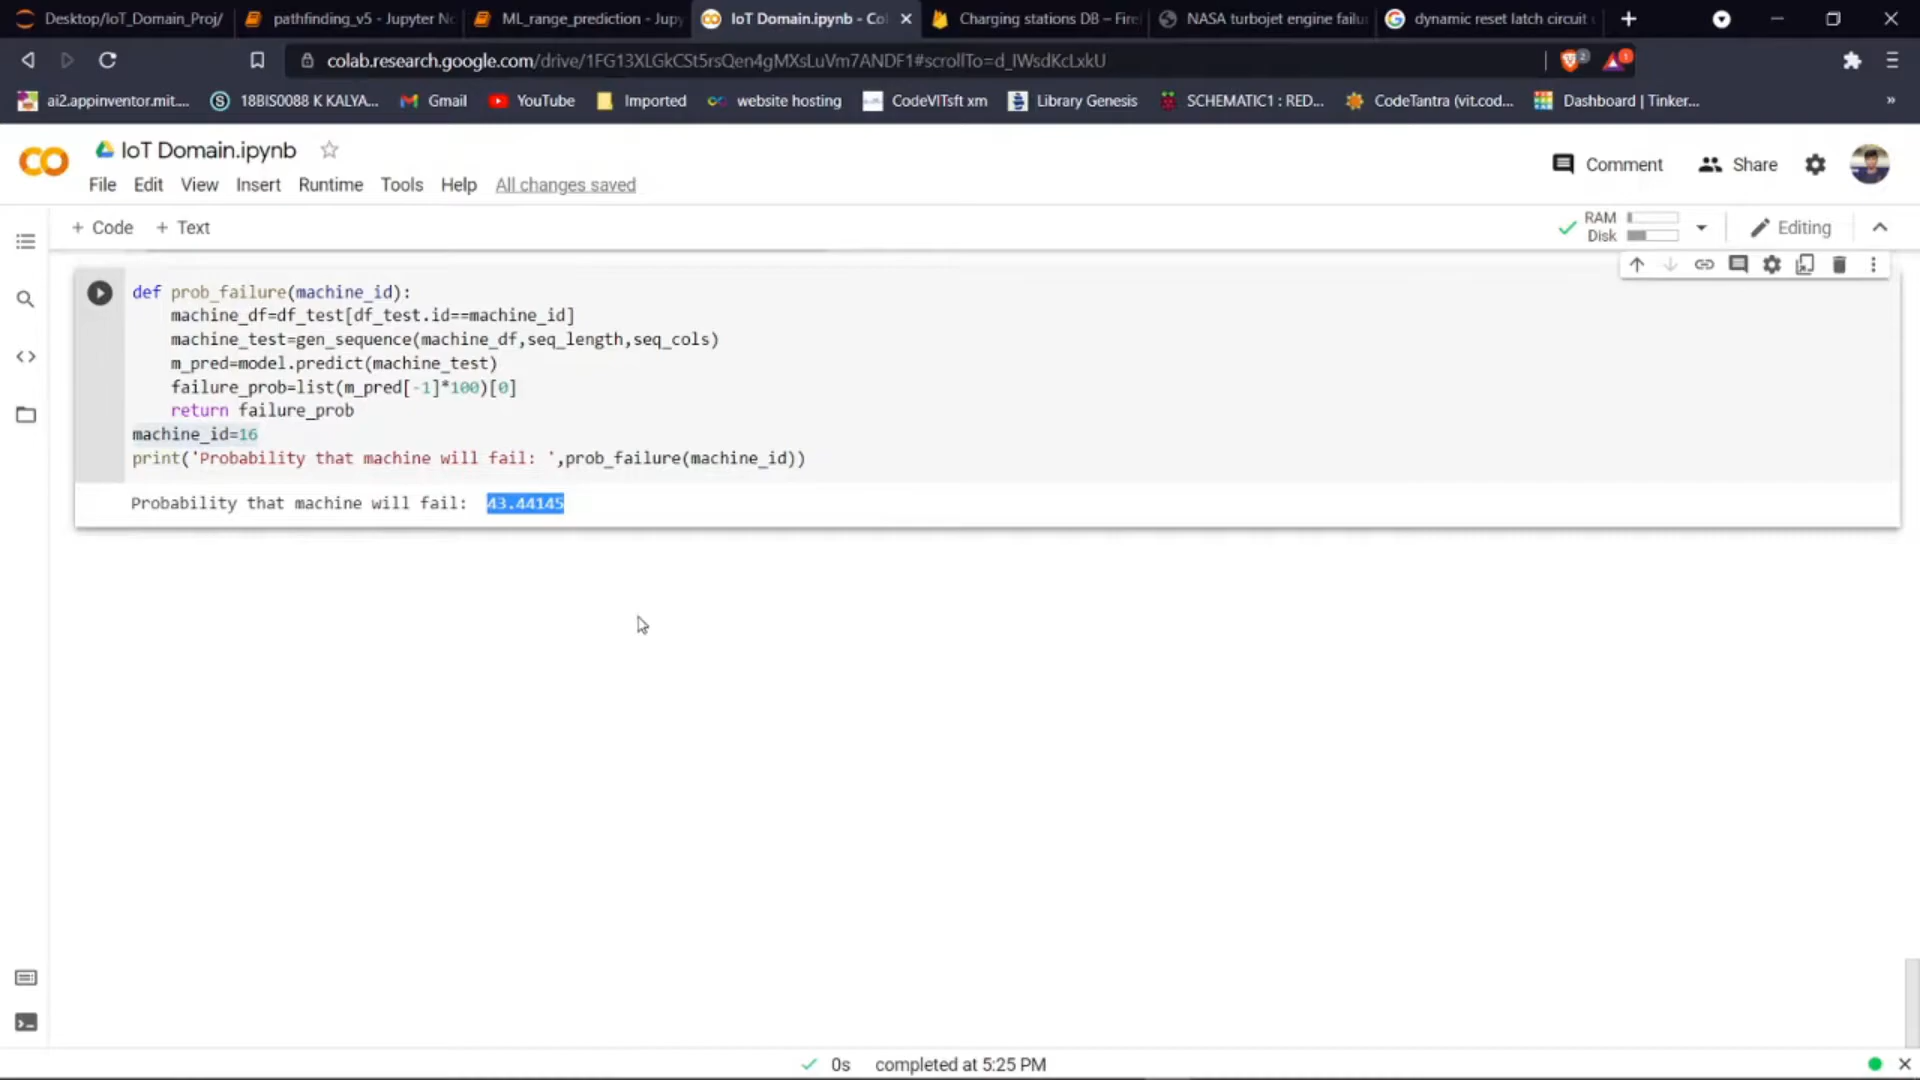 Desktop/IoT_Domain_Proj/
pathfinding_v5 - Jupyter No
ML_range_prediction - Jupy
IoT Domain.ipynb - Co
Charging stations DB – Fire
NASA turbojet engine failu
dynamic reset latch circuit
colab.research.google.com/drive/1FG13XLGkCSt5rsQen4gMXsLuVm7ANDF1#scrollTo=d_IWsdKcLxkU
2
1
ai2.appinventor.mit....
18BIS0088 K KALYA...
Gmail
YouTube
Imported
website hosting
CodeVITsft xm
Library Genesis
SCHEMATIC1 : RED...
CodeTantra (vit.cod...
Dashboard | Tinker...
»
CO
IoT Domain.ipynb
Comment
Share
File Edit View Insert Runtime Tools Help All changes saved
+ Code + Text
RAM
Disk
Editing
def prob_failure(machine_id):
machine_df=df_test[df_test.id==machine_id]
machine_test=gen_sequence(machine_df,seq_length,seq_cols)
m_pred=model.predict(machine_test)
failure_prob=list(m_pred[-1]*100)[0]
return failure_prob
machine_id=16
print('Probability that machine will fail: ',prob_failure(machine_id))
Probability that machine will fail: 43.44145
0s completed at 5:25 PM